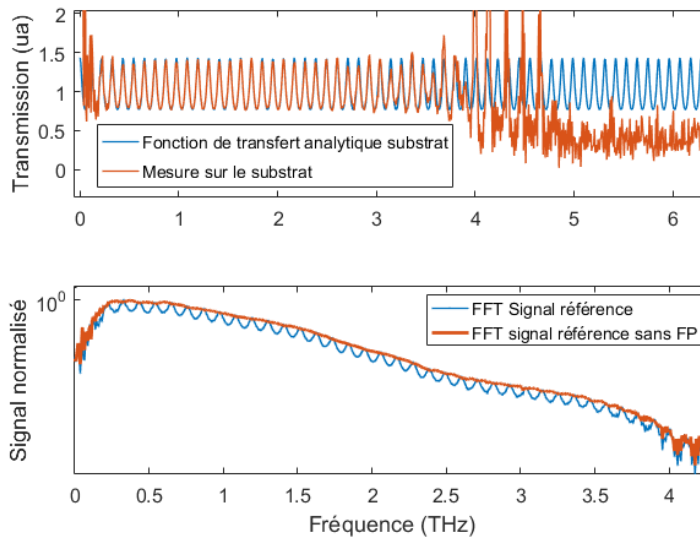 Transmission (ua)
2
1.5
1
0.5
0
Fonction de transfert analytique substrat
Mesure sur le substrat
0 1 2 3 4 5 6
Signal normalisé
10^0
FFT Signal référence
FFT signal référence sans FP
0 0.5 1 1.5 2 2.5 3 3.5 4
Fréquence (THz)